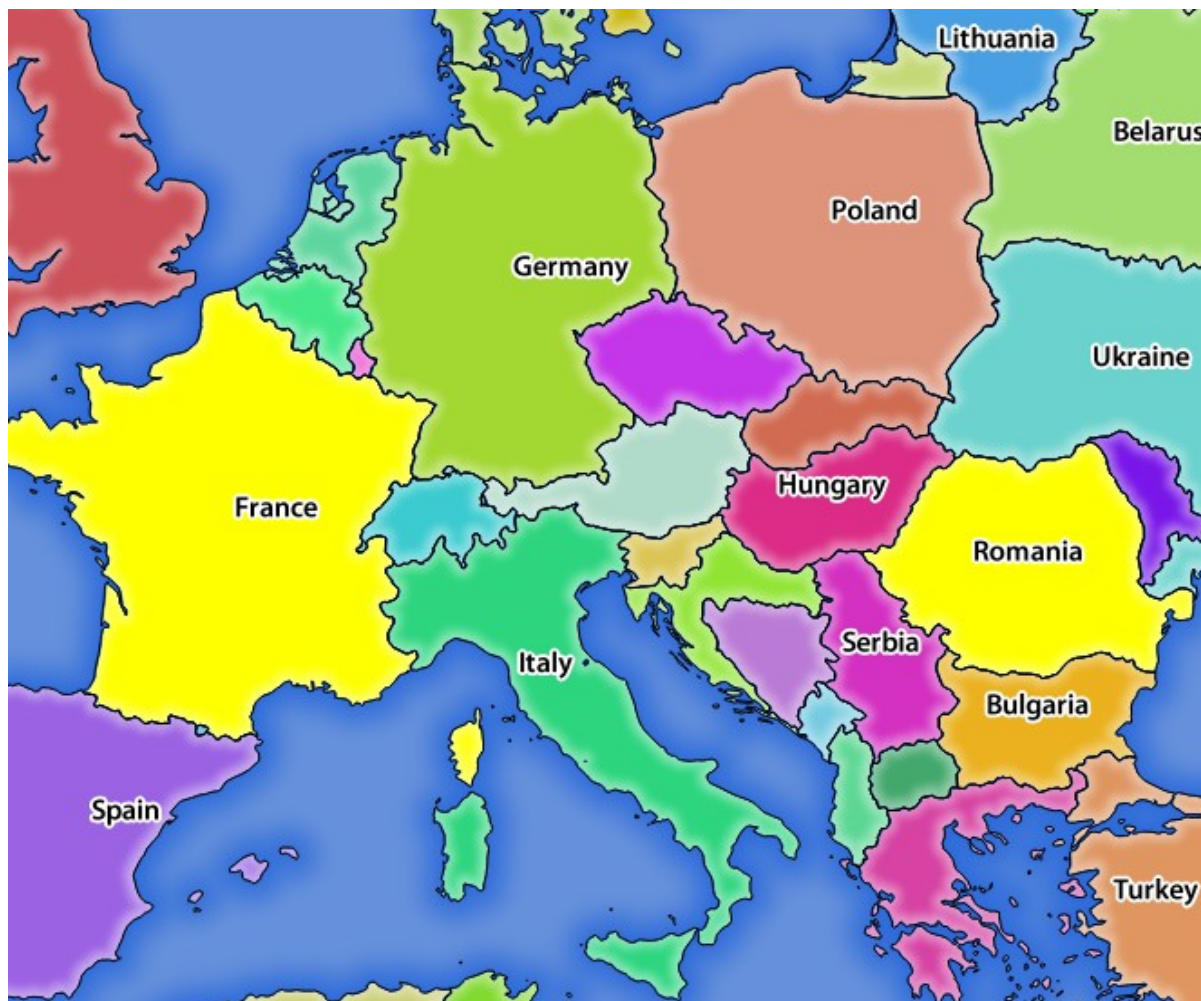 Lithuania
Belarus
Poland
Germany
Ukraine
Hungary
France
Romania
Serbia
Italy
Bulgaria
Spain
Turkey